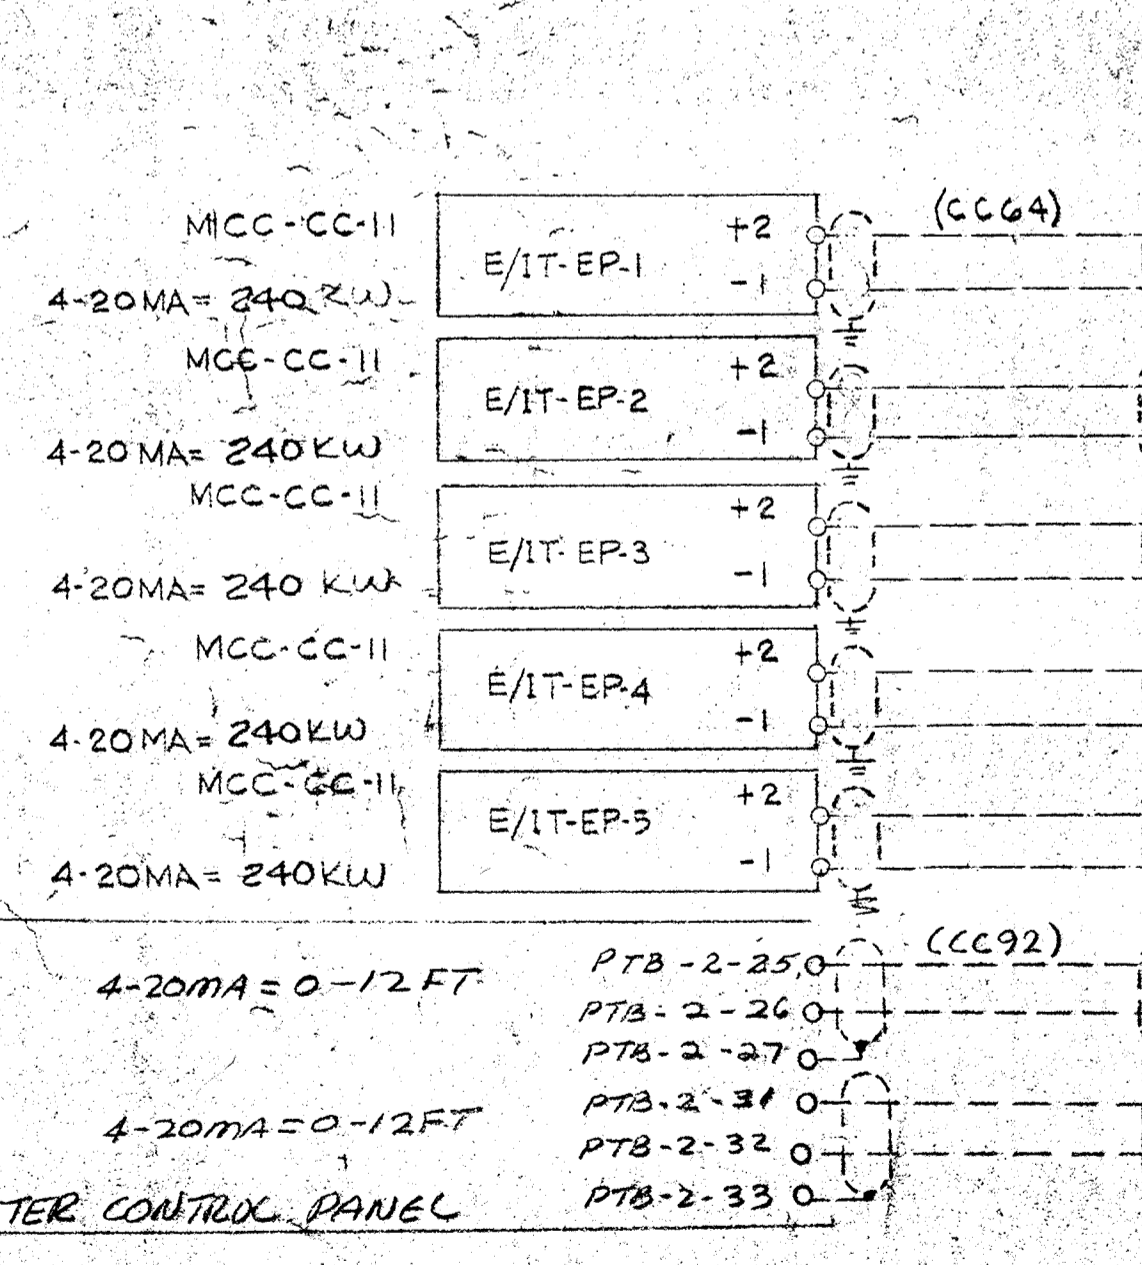 MCC-CC-11
E/IT-EP-1
+2
(CC64)
-1
4-20MA= 240 KW
MCC-CC-11
E/IT-EP-2
+2
-1
4-20 MA= 240KW
MCC-CC-11
E/IT-EP-3
+2
-1
4-20MA= 240 KW
MCC-CC-11
E/IT-EP-4
+2
-1
4-20 MA= 240KW
MCC-CC-11
E/IT-EP-5
+2
-1
4-20MA= 240KW
4-20MA = 0-12 FT
PTB-2-25
(CC92)
PTB-2-26
PTB-2-27
4-20MA=0-12FT
PTB-2-31
PTB-2-32
PTB-2-33
TER CONTROL PANEL